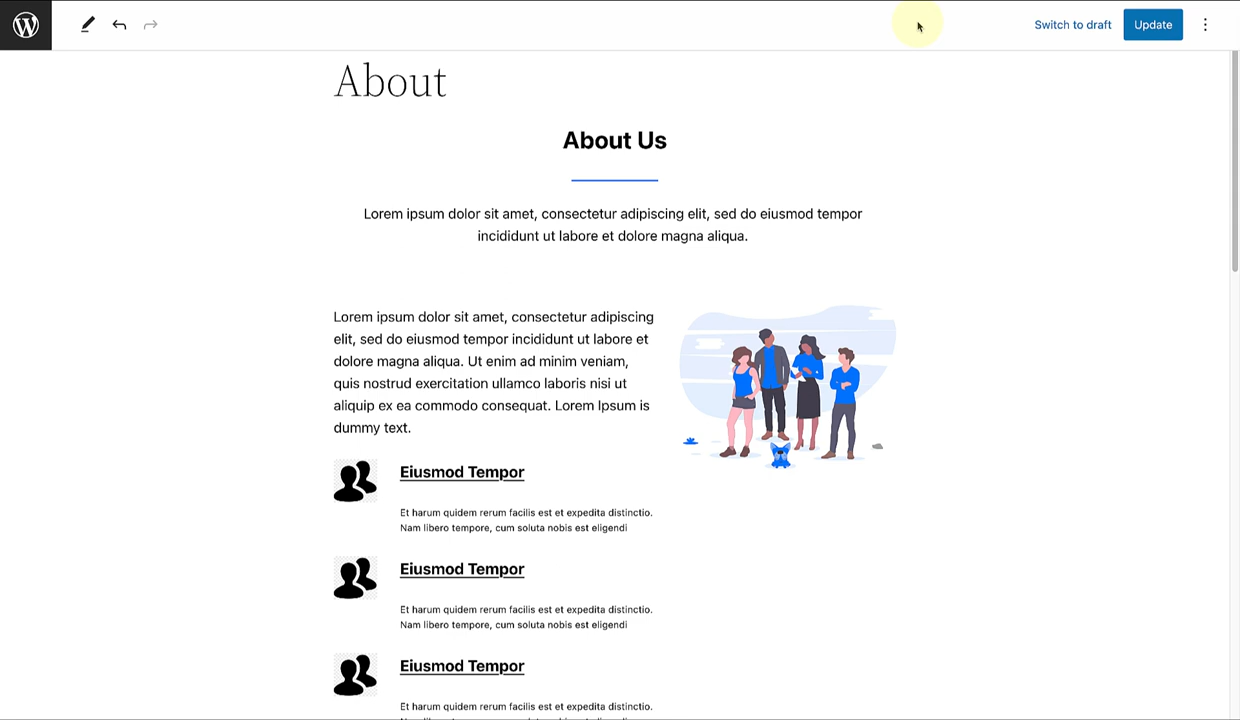 Switch to draft
Update
About
About Us
Lorem ipsum dolor sit amet, consectetur adipiscing elit, sed do eiusmod tempor
incididunt ut labore et dolore magna aliqua.
Lorem ipsum dolor sit amet, consectetur adipiscing
elit, sed do eiusmod tempor incididunt ut labore et
dolore magna aliqua. Ut enim ad minim veniam,
quis nostrud exercitation ullamco laboris nisi ut
aliquip ex ea commodo consequat. Lorem Ipsum is
dummy text.
Eiusmod Tempor
Et harum quidem rerum facilis est et expedita distinctio.
Nam libero tempore, cum soluta nobis est eligendi
Eiusmod Tempor
Et harum quidem rerum facilis est et expedita distinctio.
Nam libero tempore, cum soluta nobis est eligendi
Eiusmod Tempor
Et harum quidem rerum facilis est et expedita distinctio.